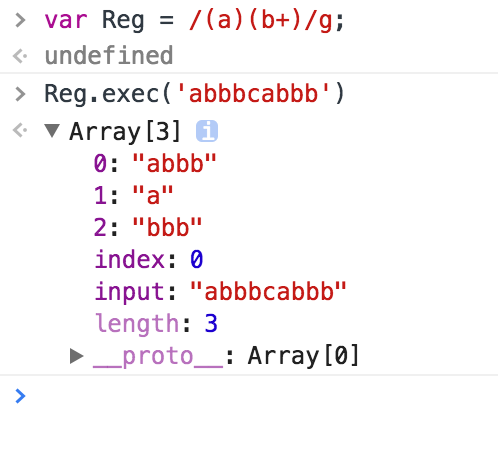 > var Reg = /(a)(b+)/g;
undefined
> Reg.exec('abbbcabbb')
▼ Array[3] i
0: "abbb"
1: "a"
2: "bbb"
index: 0
input: "abbbcabbb"
length: 3
▶ __proto__: Array[0]
>